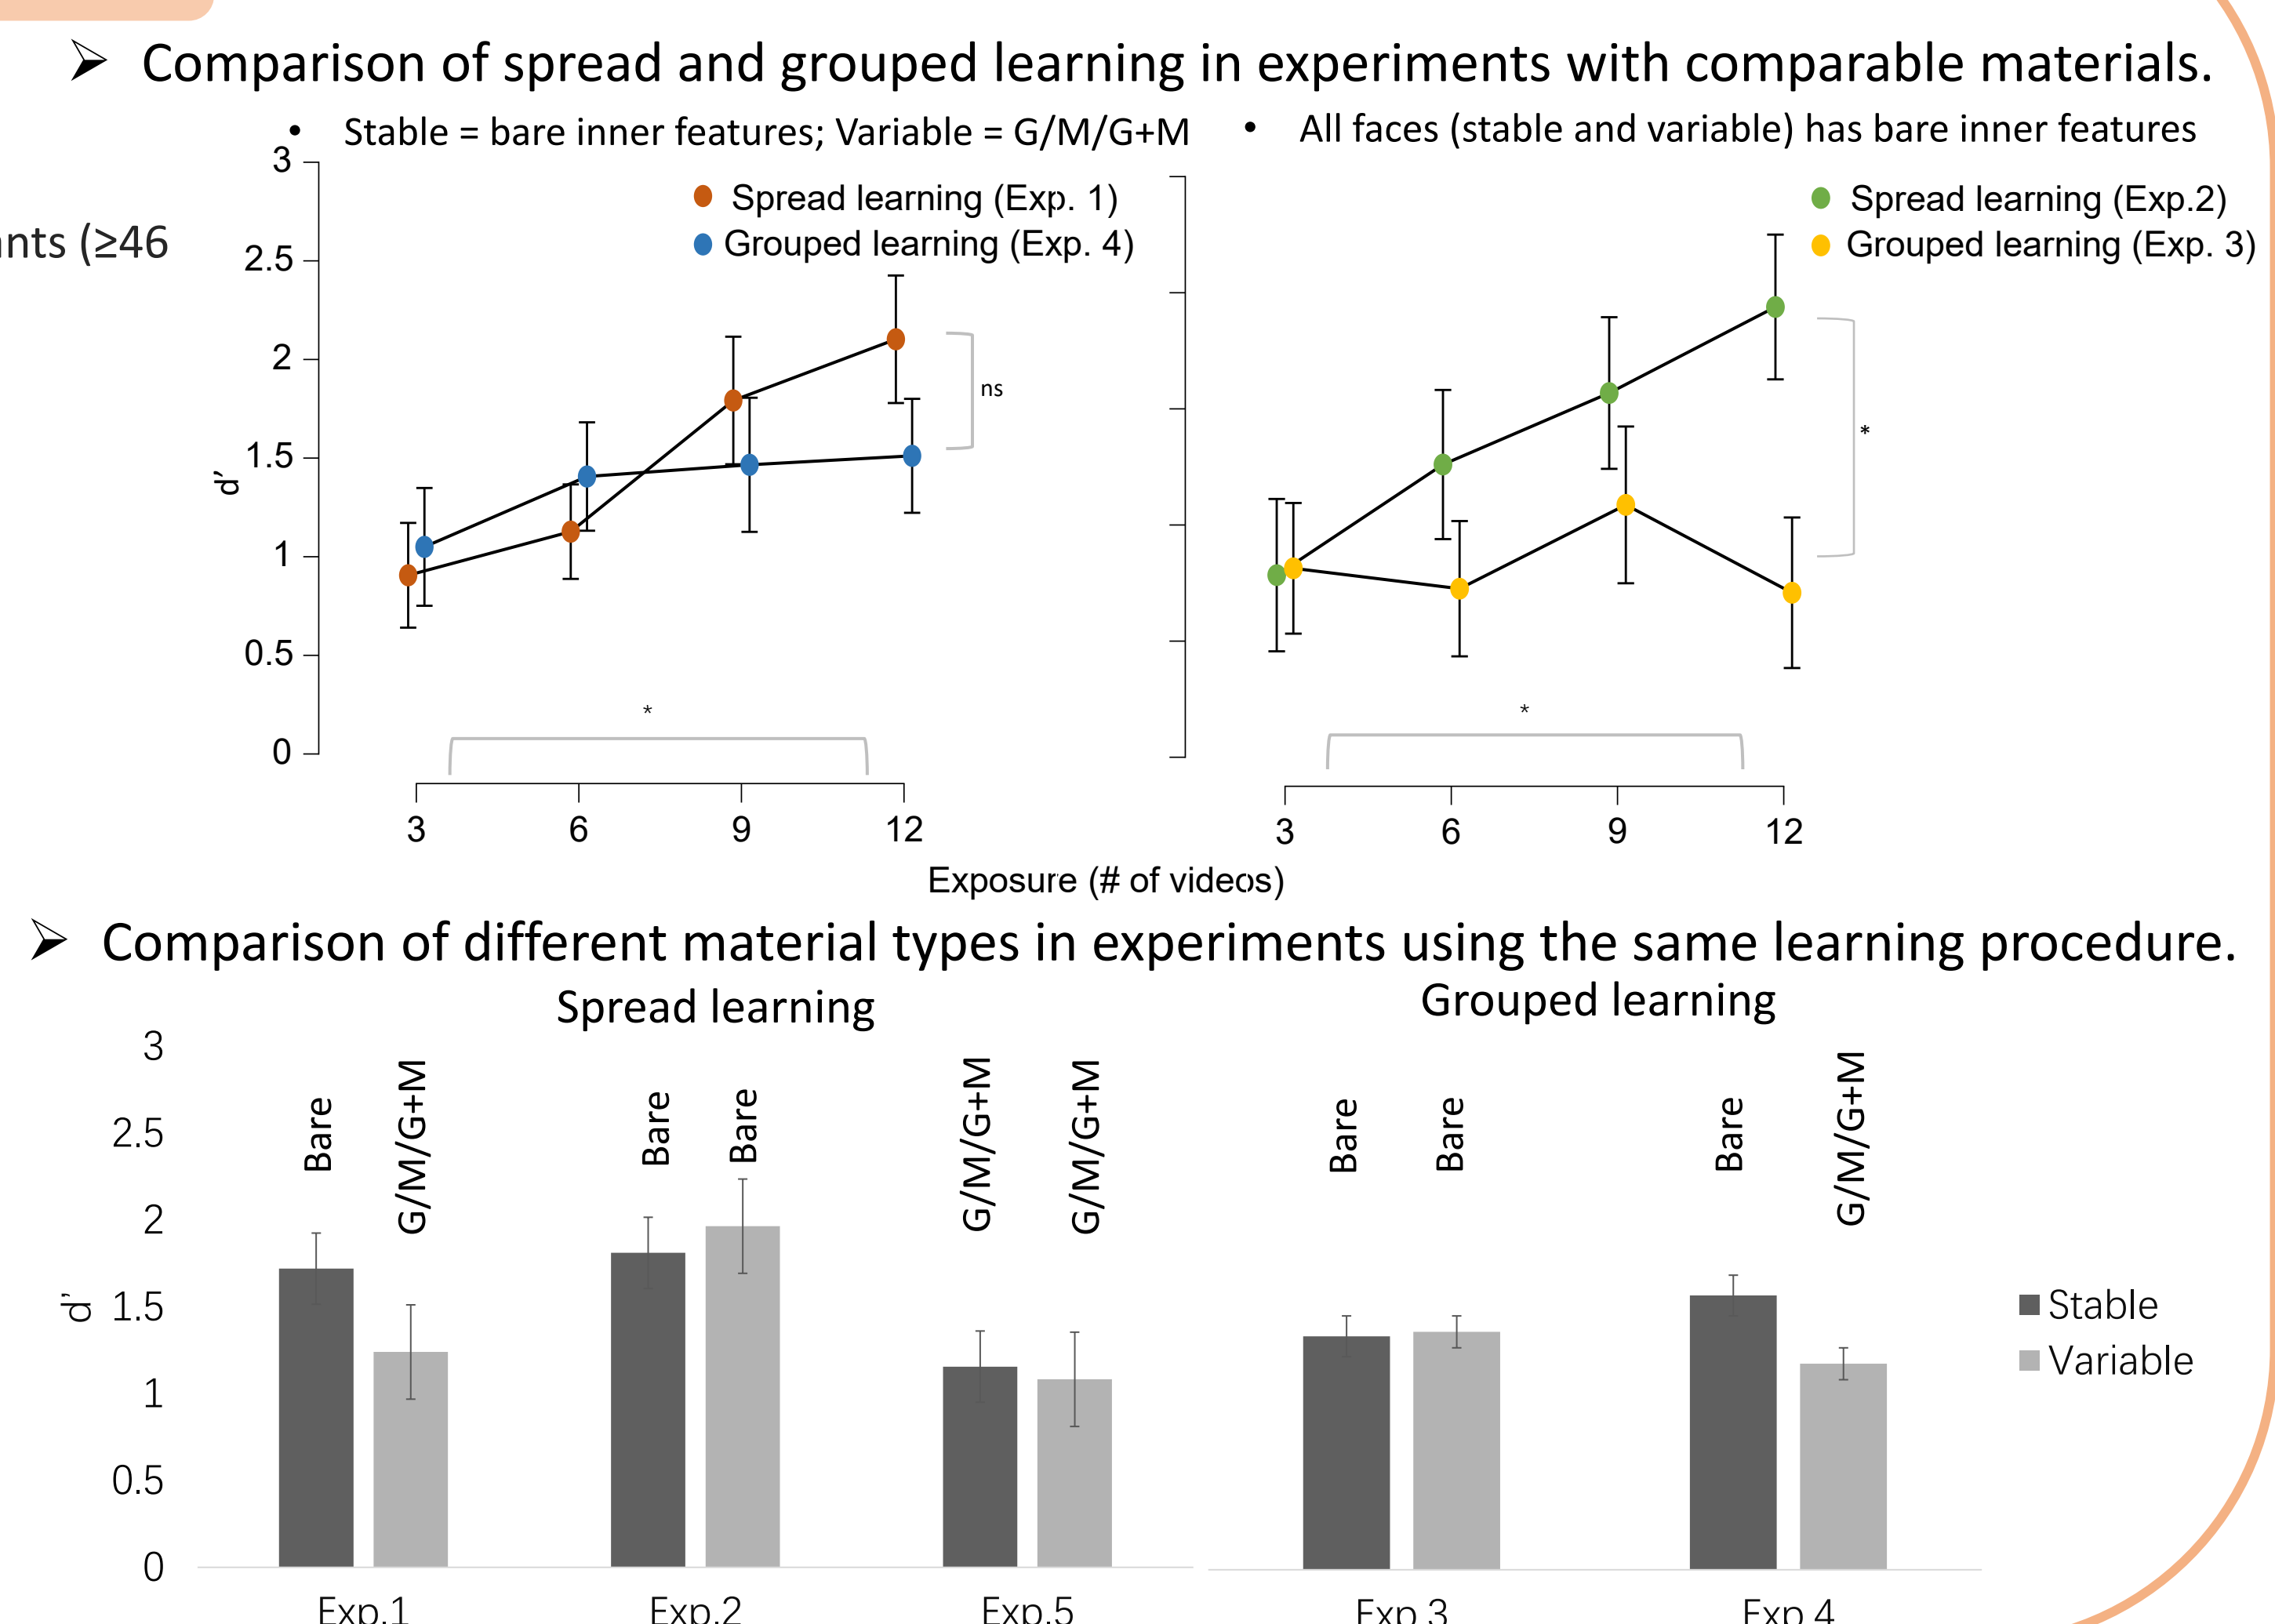 ➢ Comparison of spread and grouped learning in experiments with comparable materials.
• Stable = bare inner features; Variable = G/M/G+M
• All faces (stable and variable) has bare inner features
nts (≥46
Spread learning (Exp. 1)
Grouped learning (Exp. 4)
Spread learning (Exp.2)
Grouped learning (Exp. 3)
3
2.5
2
1.5
1
0.5
0
d’
ns
*
*
*
3 6 9 12
3 6 9 12
Exposure (# of videos)
➢ Comparison of different material types in experiments using the same learning procedure.
Spread learning
Grouped learning
3
2.5
2
1.5
1
0.5
0
d’
Bare
G/M/G+M
Bare
Bare
G/M/G+M
G/M/G+M
Bare
Bare
Bare
G/M/G+M
Stable
Variable
Exp.1 Exp.2 Exp.5 Exp.3 Exp.4